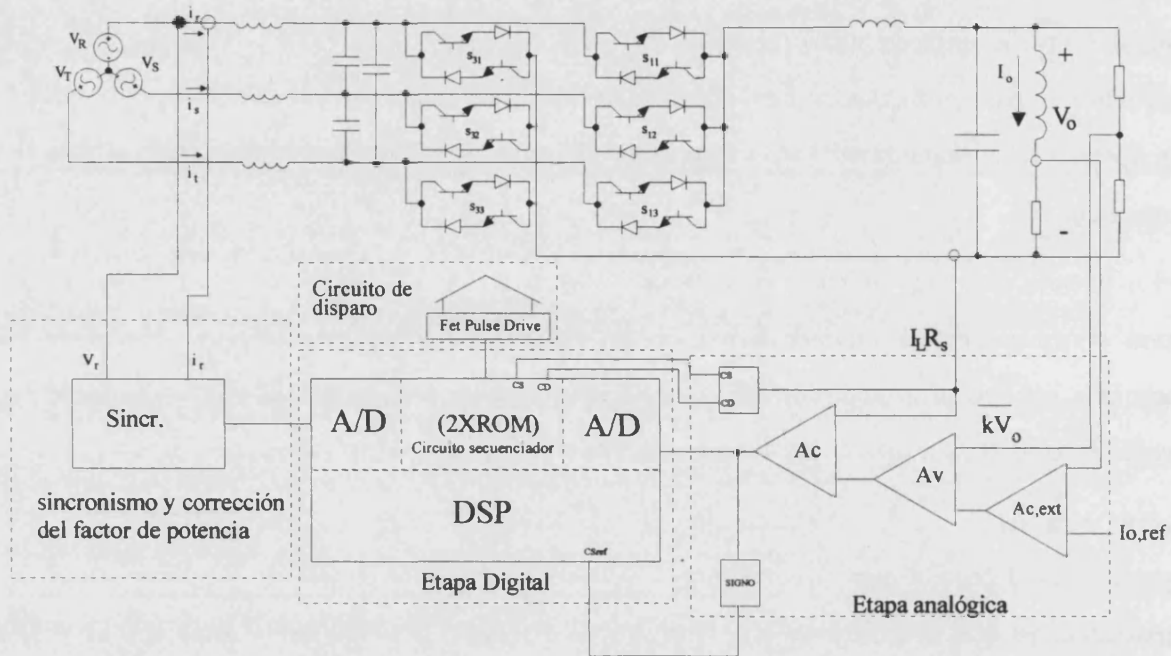 V_R
V_T
V_S
i_r
i_s
i_t
S_31
S_11
S_32
S_12
S_33
S_13
I_o
+
V_o
-
Circuito de
disparo
Fet Pulse Drive
V_r
i_r
Sincr.
sincronismo y corrección
del factor de potencia
CS
CD
A/D
(2XROM)
Circuito secuenciador
A/D
DSP
CSref
Etapa Digital
CS
CD
I_L R_s
kV_o
Ac
Av
Ac,ext
Io,ref
SIGNO
Etapa analógica